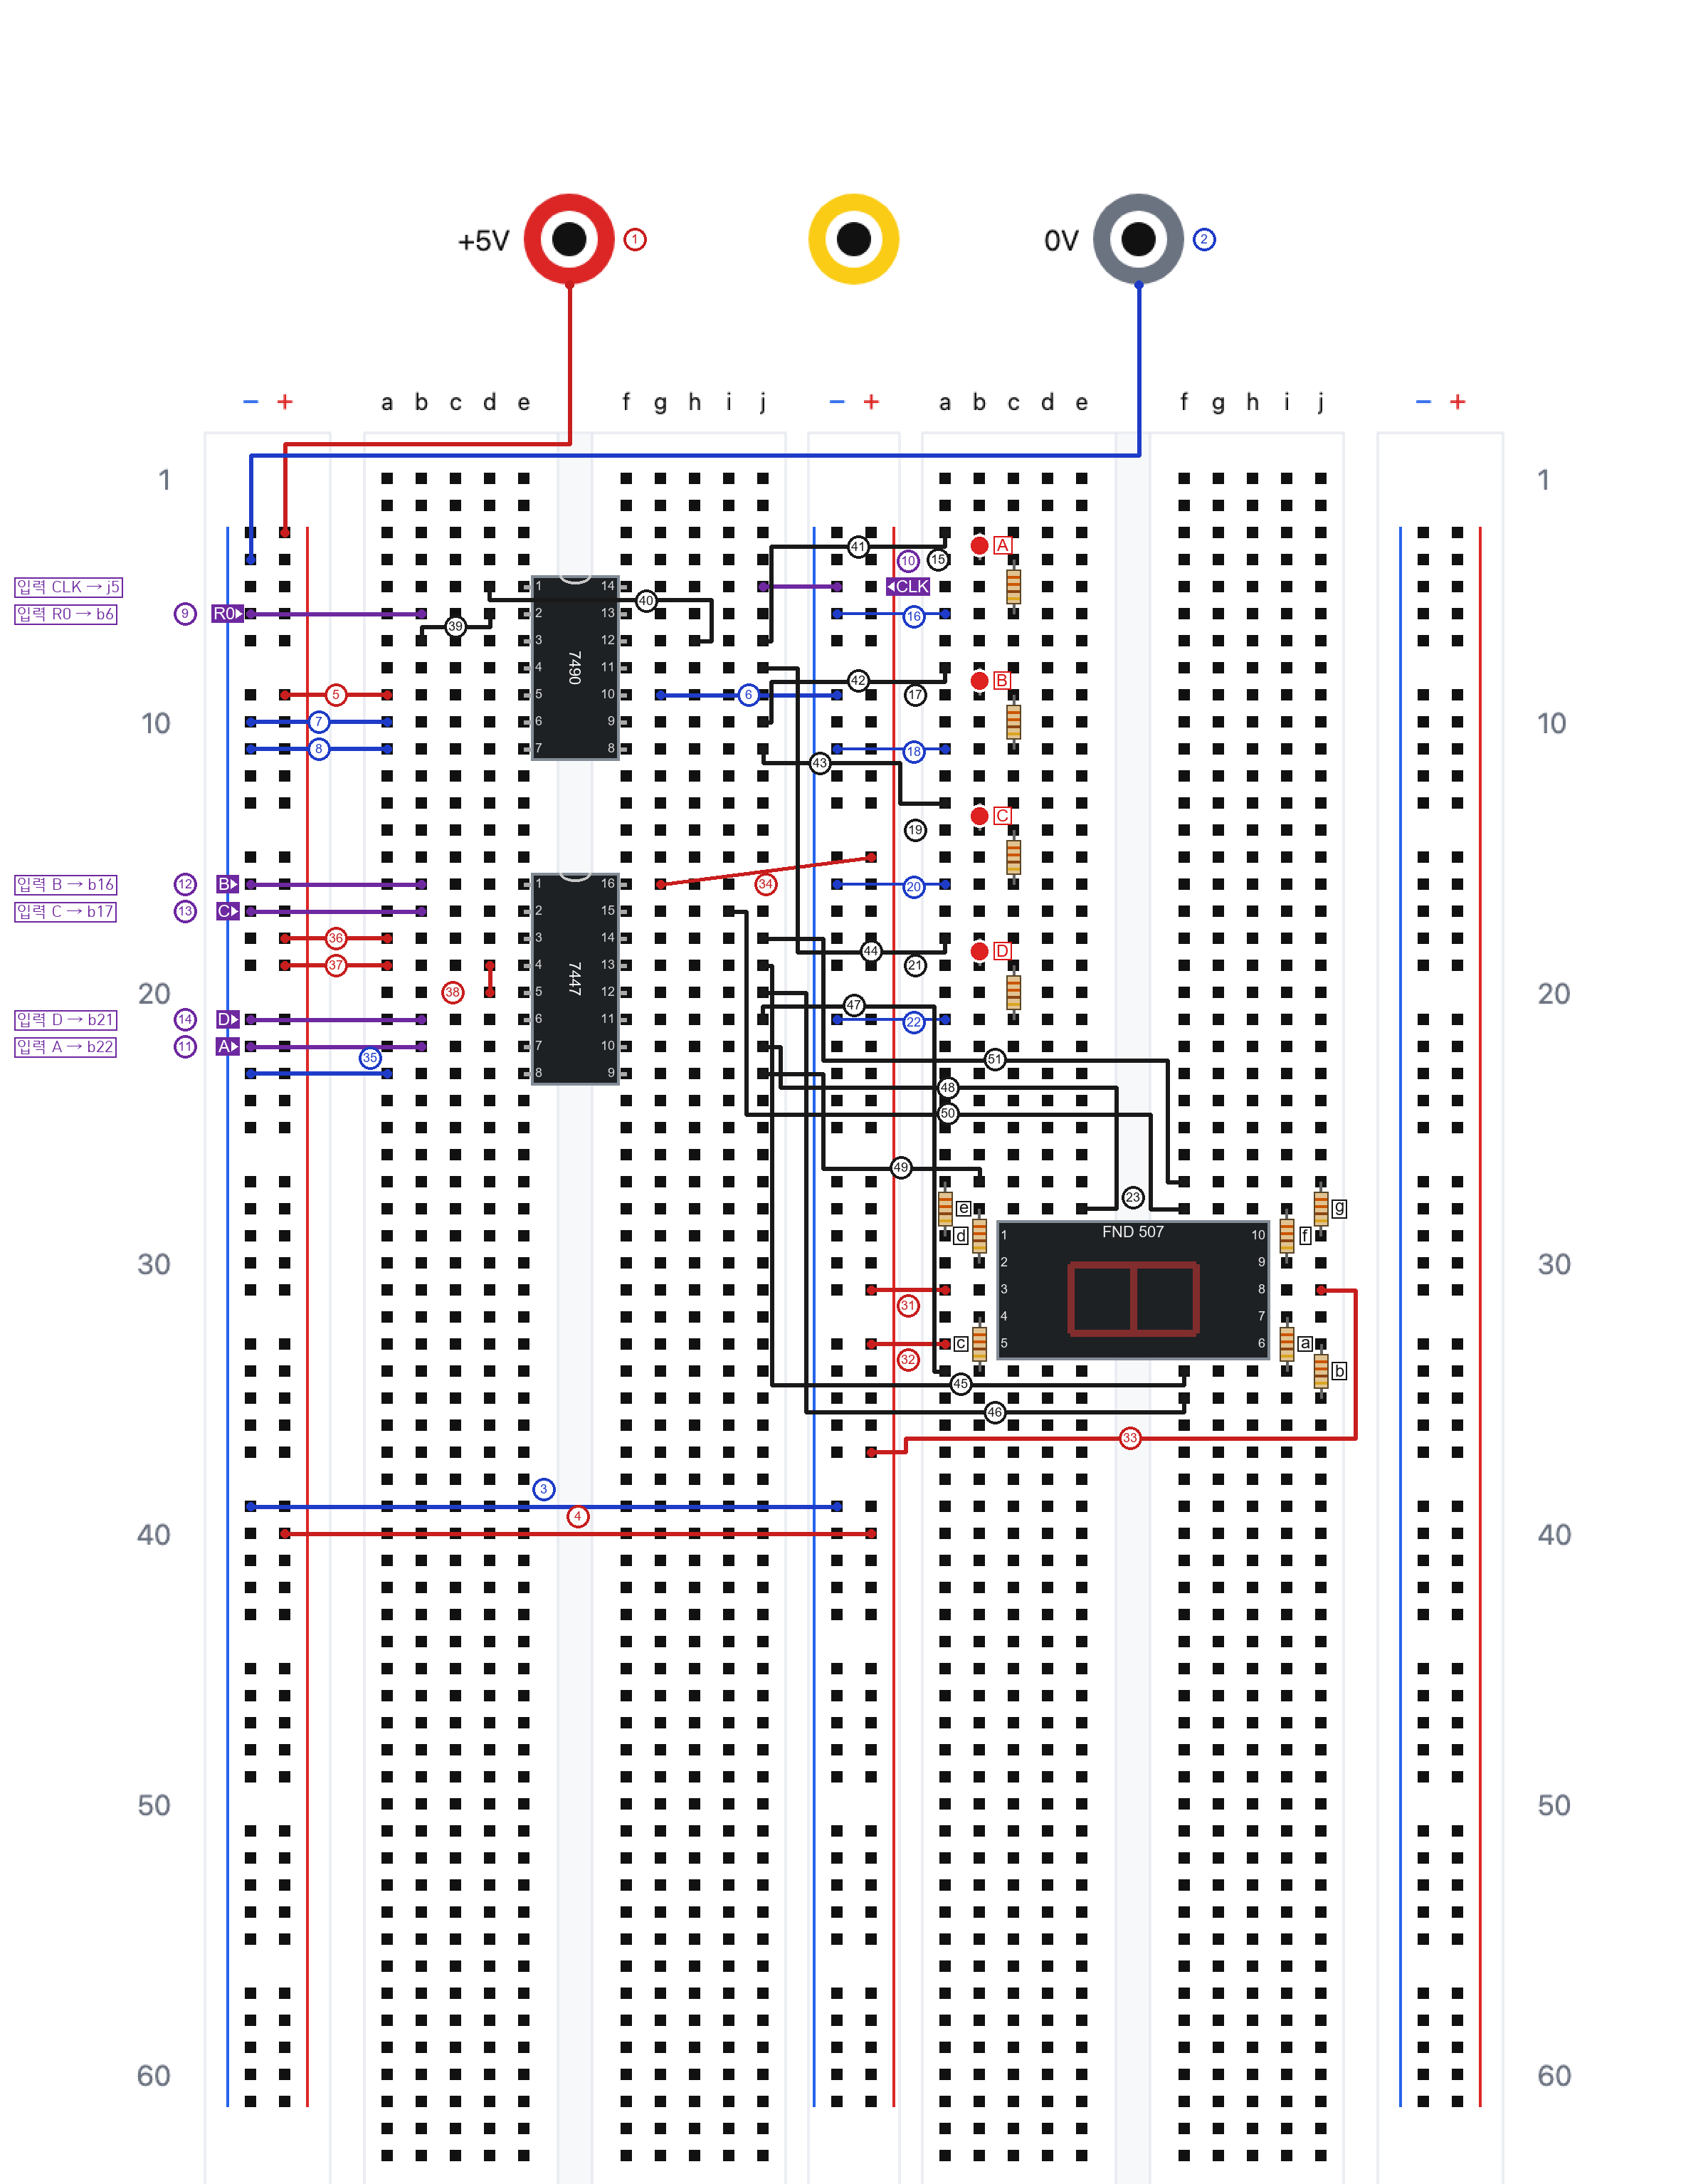 +5V ① 0V ②
− + a b c d e f g h i j − + a b c d e f g h i j − +
1 1
41 10 15 A
입력 CLK → j5 1 14 ◂CLK
입력 R0 → b6 9 R0▸ 2 13 40 16
39 3 12
4 11
5 5 10 6 42 17 B
10 7 6 9 10
8 7 8 18
7490
43
C
19
34
입력 B → b16 12 B▸ 1 16 20
입력 C → b17 13 C▸ 2 15
36 3 14 44 D
37 4 13 21
20 38 5 12 20
47
입력 D → b21 14 D▸ 6 11 22
입력 A → b22 11 A▸ 7 10
35 8 9
7447
51
48
50
49
23
e g
d FND 507 f
1 10
30 2 9 30
3 8
31
4 7
c 5 6 a
32
b
45
46
33
3
4
40 40
50 50
60 60